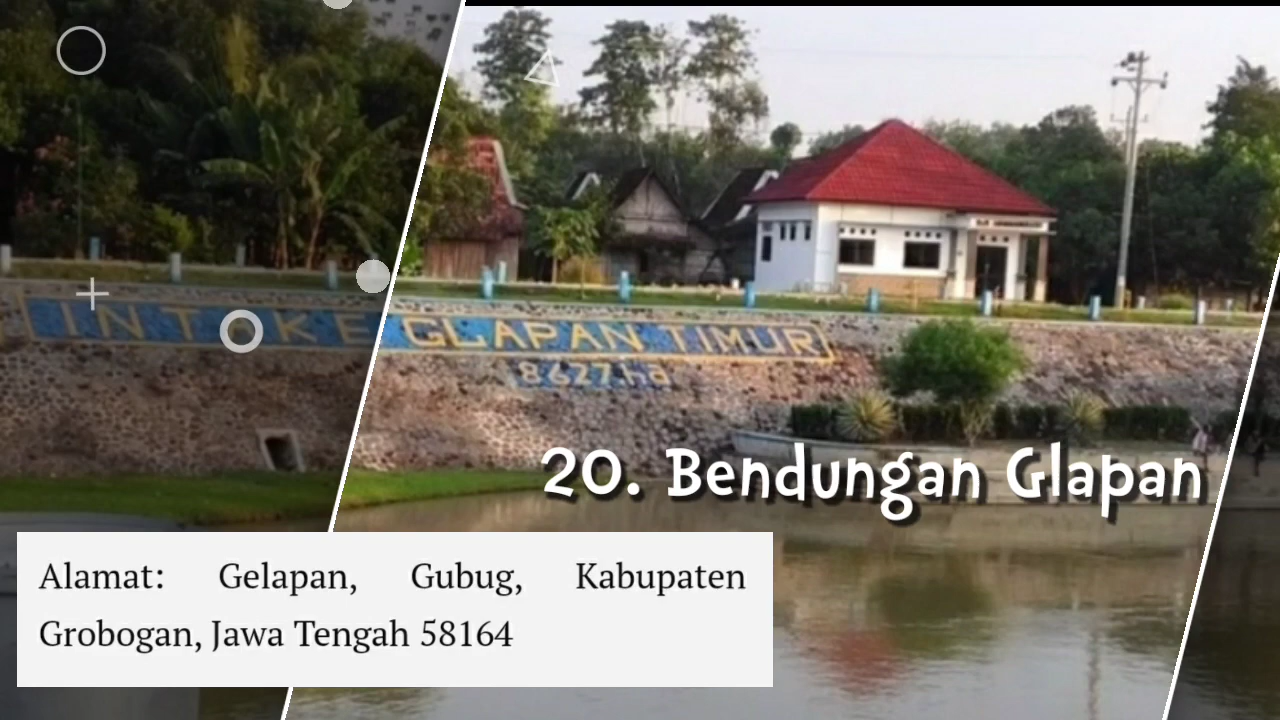 INTOKE GLAPAN TIMUR
8627.ha
20. Bendungan Glapan
Alamat: Gelapan, Gubug, Kabupaten
Grobogan, Jawa Tengah 58164